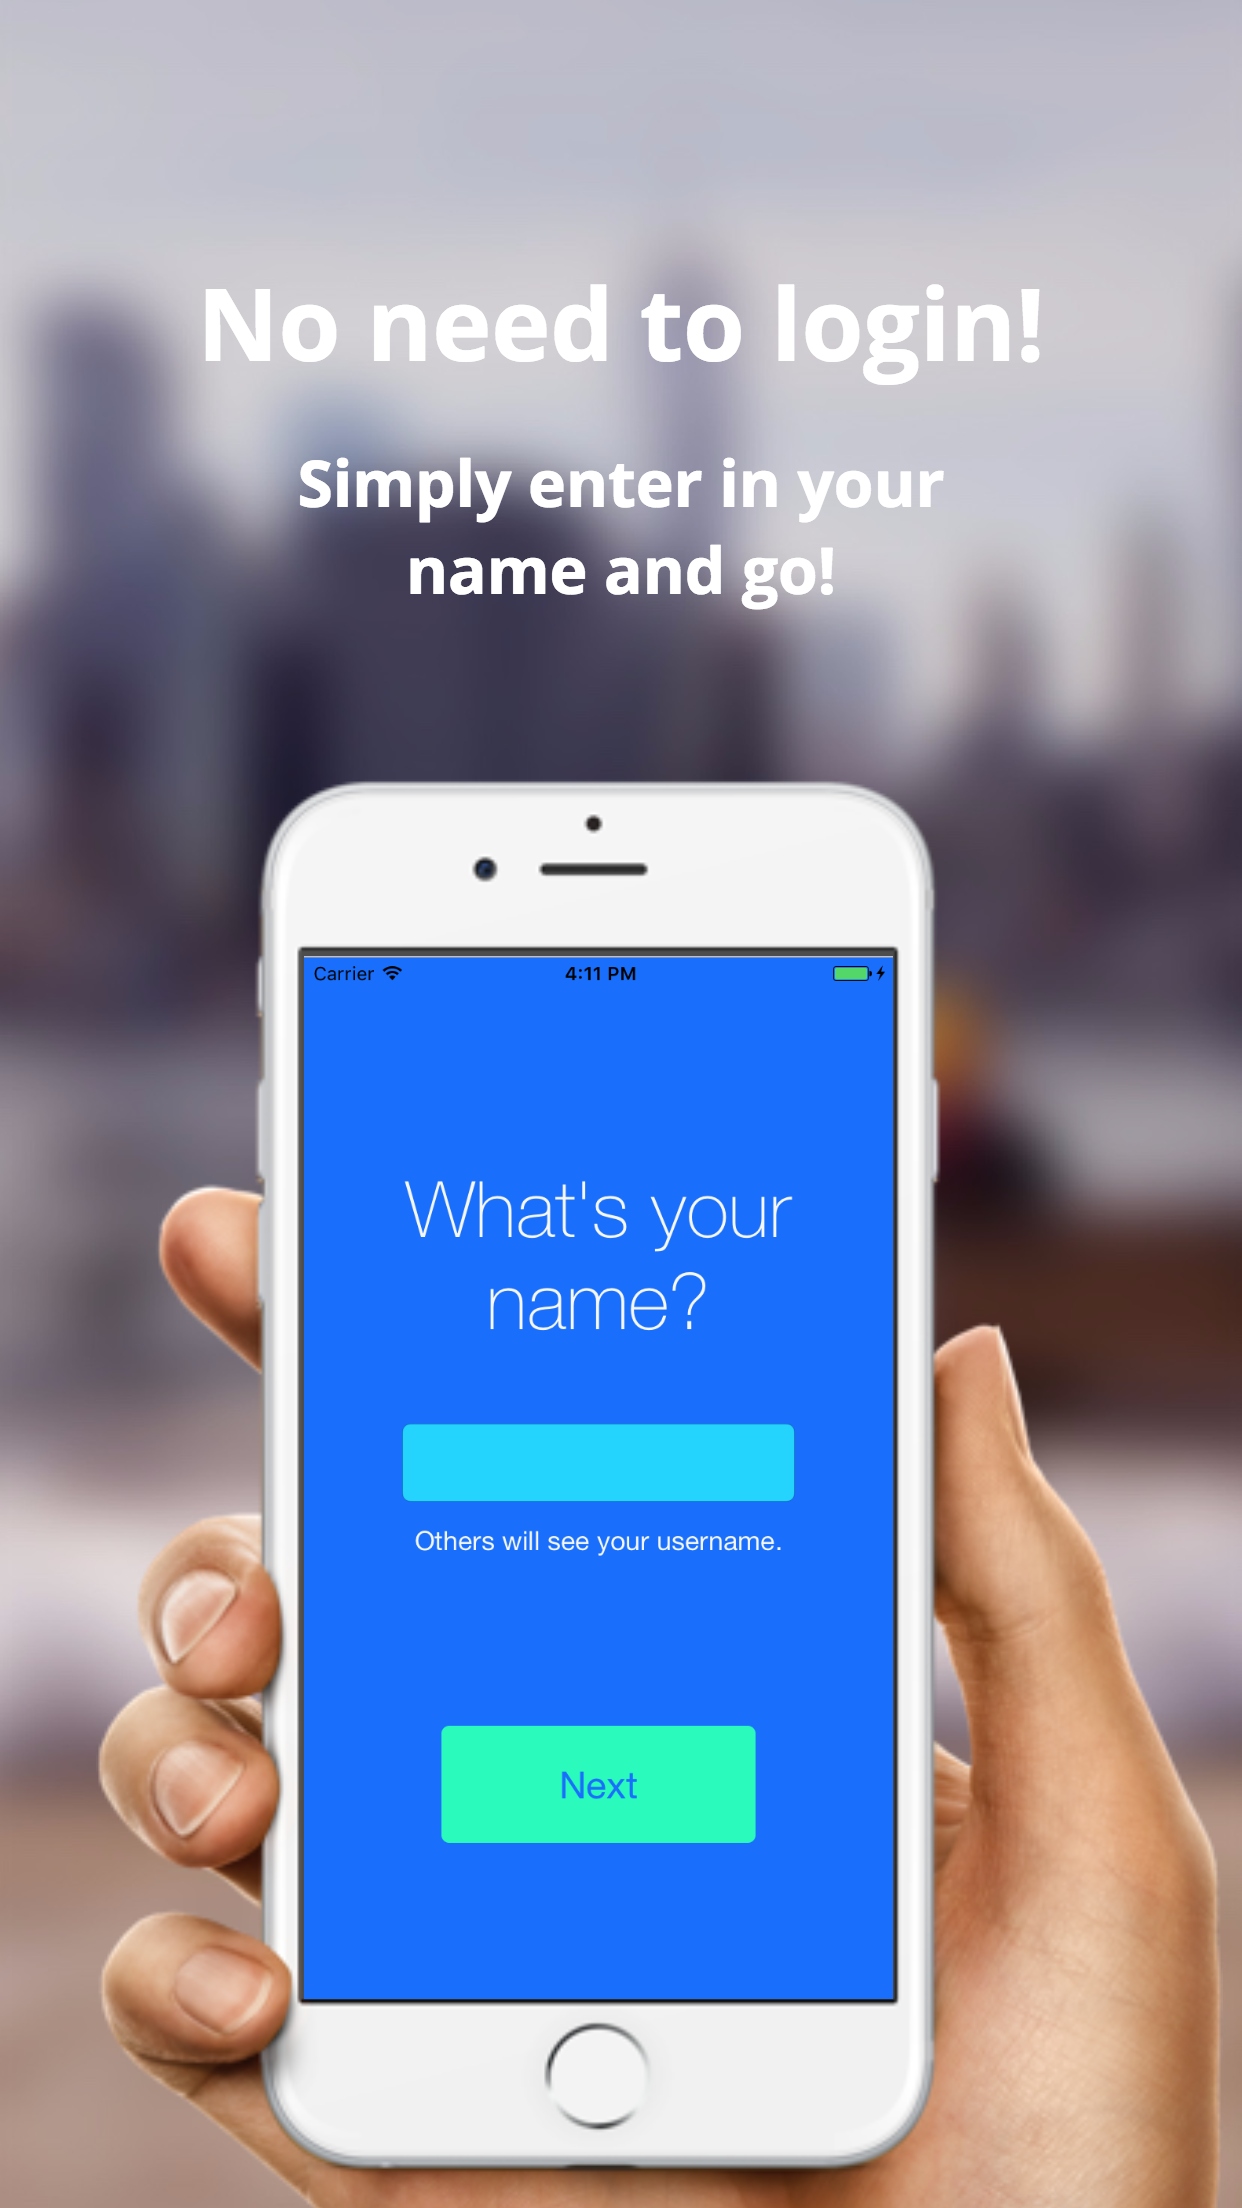 No need to login!
Simply enter in your
name and go!
Carrier 4:11 PM
What's your
name?
Others will see your username.
Next